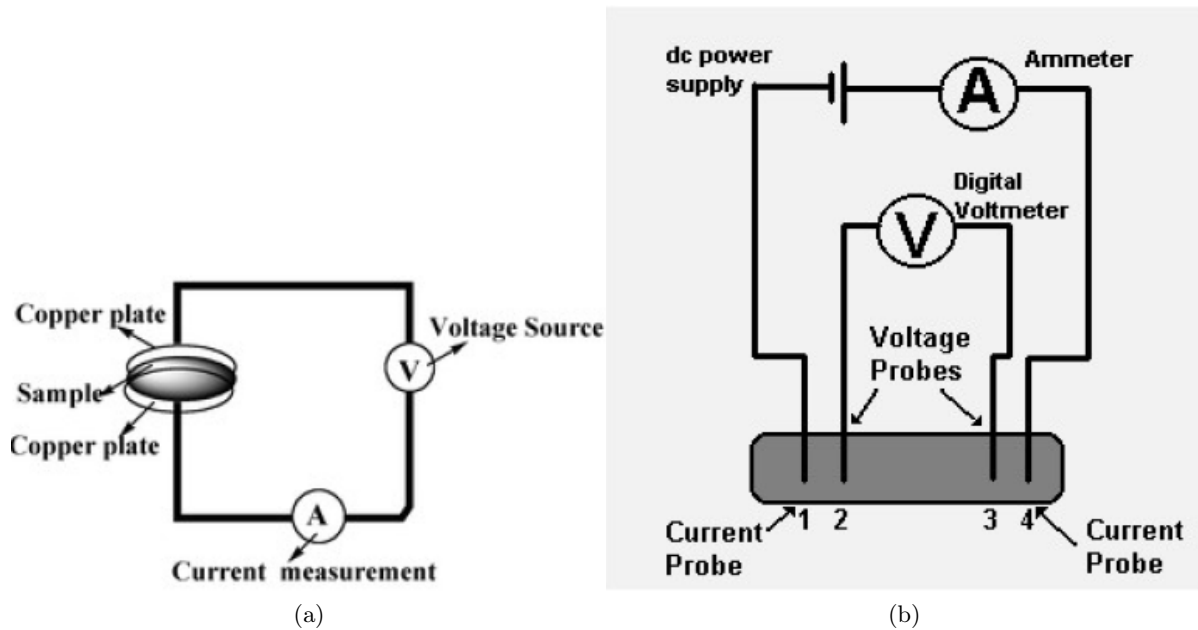 Copper plate
Sample
Copper plate
Voltage Source
V
A
Current measurement
(a)
dc power
supply
Ammeter
A
Digital
Voltmeter
V
Voltage
Probes
1 2 3 4
Current
Probe
Current
Probe
(b)